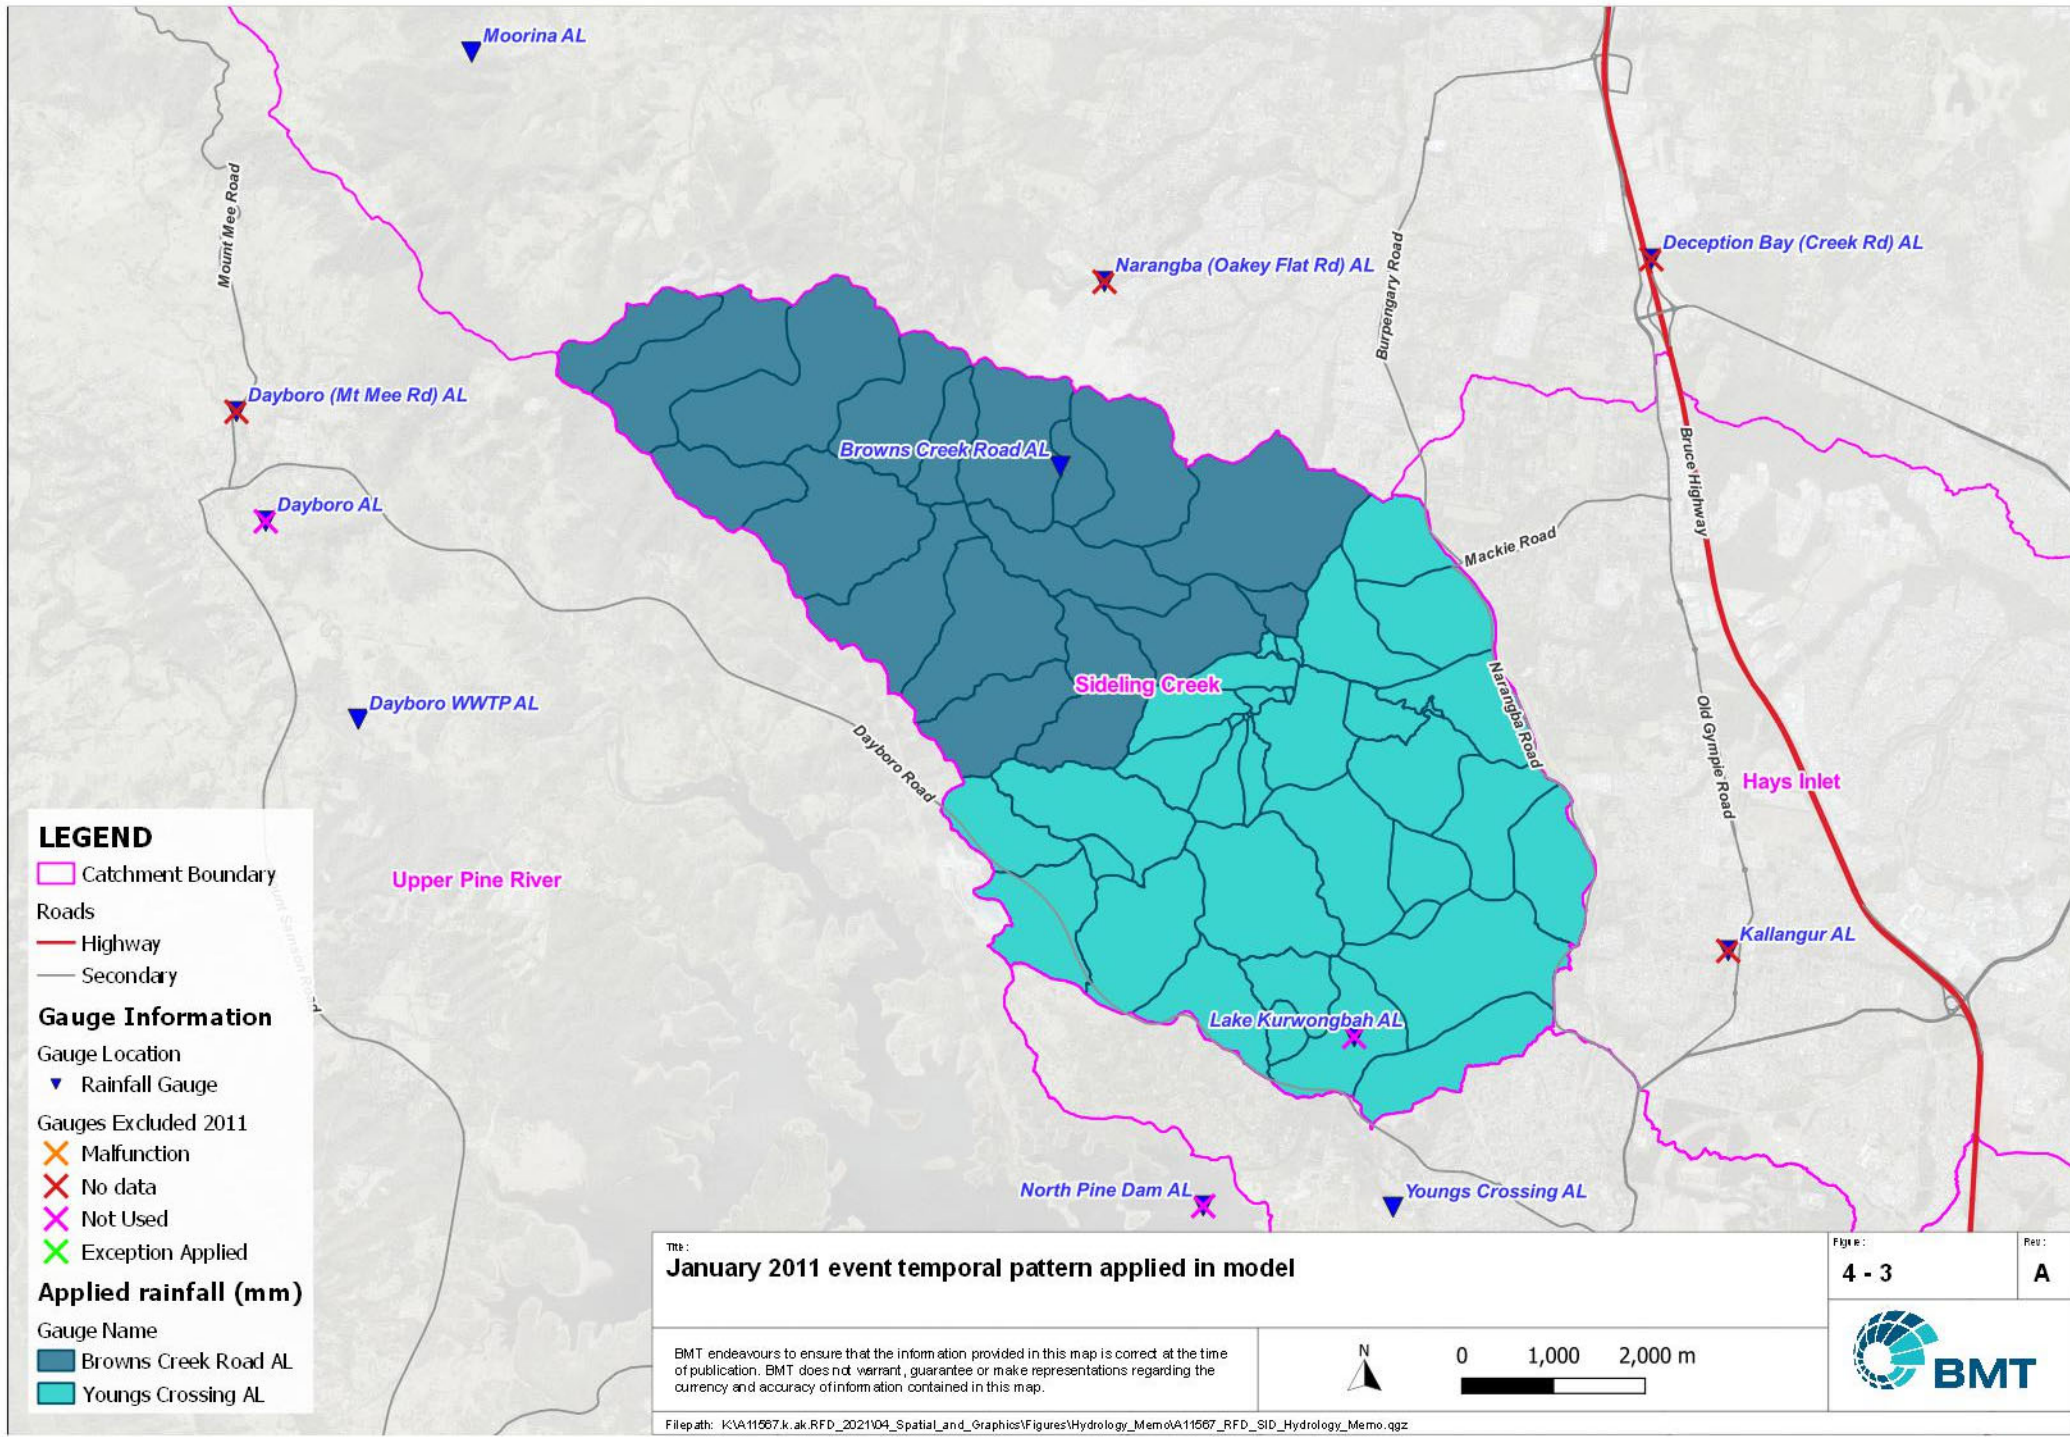 Moorina AL
Mount Mee Road
Narangba (Oakey Flat Rd) AL
Burpengary Road
Deception Bay (Creek Rd) AL
Dayboro (Mt Mee Rd) AL
Browns Creek Road AL
Bruce Highway
Dayboro AL
Mackie Road
Sideling Creek
Narangba Road
Dayboro WWTP AL
Dayboro Road
Old Gympie Road
Hays Inlet
Upper Pine River
Kallangur AL
Lake Kurwongbah AL
North Pine Dam AL
Youngs Crossing AL
LEGEND
Catchment Boundary
Roads
Highway
Secondary
Gauge Information
Gauge Location
Rainfall Gauge
Gauges Excluded 2011
Malfunction
No data
Not Used
Exception Applied
Applied rainfall (mm)
Gauge Name
Browns Creek Road AL
Youngs Crossing AL
Title:
January 2011 event temporal pattern applied in model
Figure:
4 - 3
Rev:
A
BMT endeavours to ensure that the information provided in this map is correct at the time
of publication. BMT does not warrant, guarantee or make representations regarding the
currency and accuracy of information contained in this map.
N
0 1,000 2,000 m
BMT
Filepath: K:\A11567.k.ak.RFD_2021\04_Spatial_and_Graphics\Figures\Hydrology_Memo\A11567_RFD_SID_Hydrology_Memo.qgz